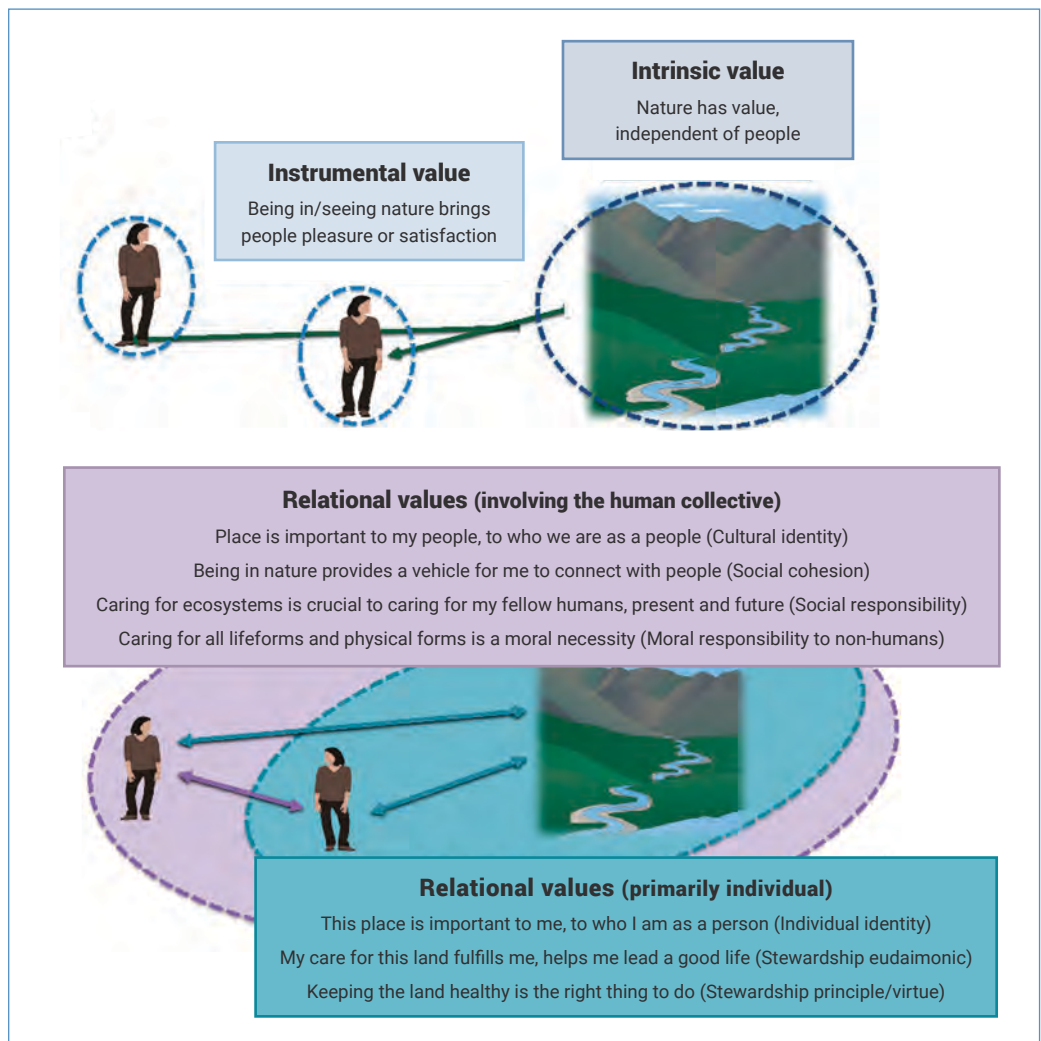 Intrinsic value
Nature has value,
independent of people
Instrumental value
Being in/seeing nature brings
people pleasure or satisfaction
Relational values (involving the human collective)
Place is important to my people, to who we are as a people (Cultural identity)
Being in nature provides a vehicle for me to connect with people (Social cohesion)
Caring for ecosystems is crucial to caring for my fellow humans, present and future (Social responsibility)
Caring for all lifeforms and physical forms is a moral necessity (Moral responsibility to non-humans)
Relational values (primarily individual)
This place is important to me, to who I am as a person (Individual identity)
My care for this land fulfills me, helps me lead a good life (Stewardship eudaimonic)
Keeping the land healthy is the right thing to do (Stewardship principle/virtue)